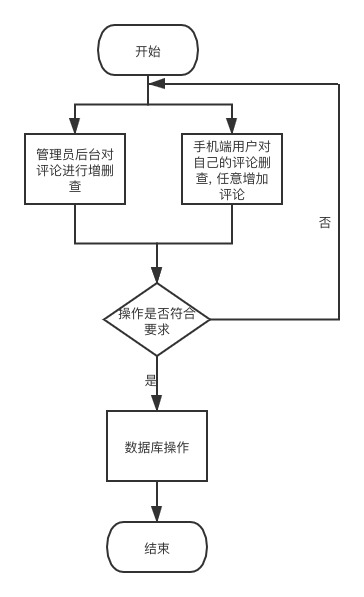 开始
管理员后台对
评论进行增删
查
手机端用户对
自己的评论删
查, 任意增加
评论
否
操作是否符合
要求
是
数据库操作
结束